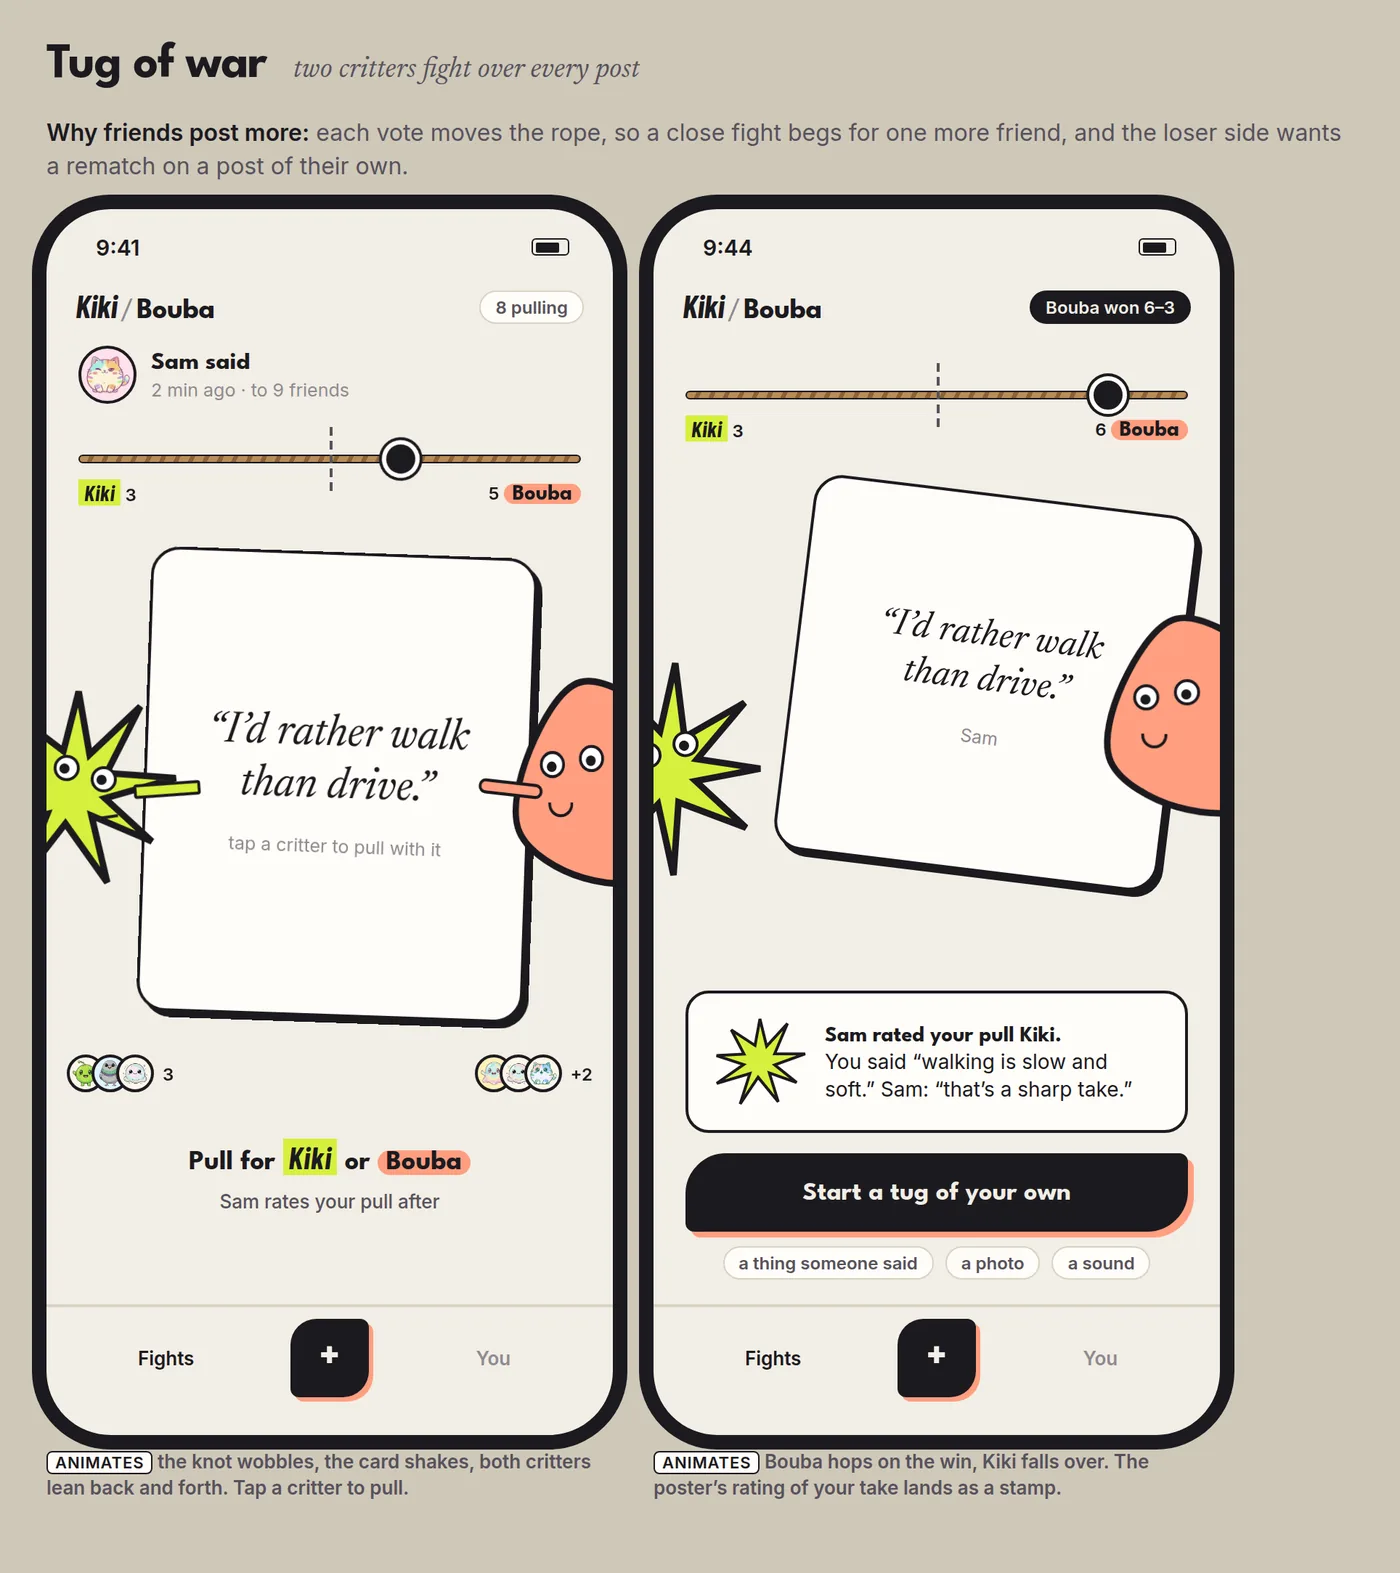 Tug of war two critters fight over every post
Why friends post more: each vote moves the rope, so a close fight begs for one more friend, and the loser side wants
a rematch on a post of their own.
9:41
Kiki / Bouba
8 pulling
Sam said
2 min ago · to 9 friends
Kiki 3
5 Bouba
“I’d rather walk
than drive.”
tap a critter to pull with it
3
+2
Pull for Kiki or Bouba
Sam rates your pull after
Fights
+
You
ANIMATES the knot wobbles, the card shakes, both critters
lean back and forth. Tap a critter to pull.
9:44
Kiki / Bouba
Bouba won 6–3
Kiki 3
6 Bouba
“I’d rather walk
than drive.”
Sam
Sam rated your pull Kiki.
You said “walking is slow and
soft.” Sam: “that’s a sharp take.”
Start a tug of your own
a thing someone said
a photo
a sound
Fights
+
You
ANIMATES Bouba hops on the win, Kiki falls over. The
poster’s rating of your take lands as a stamp.